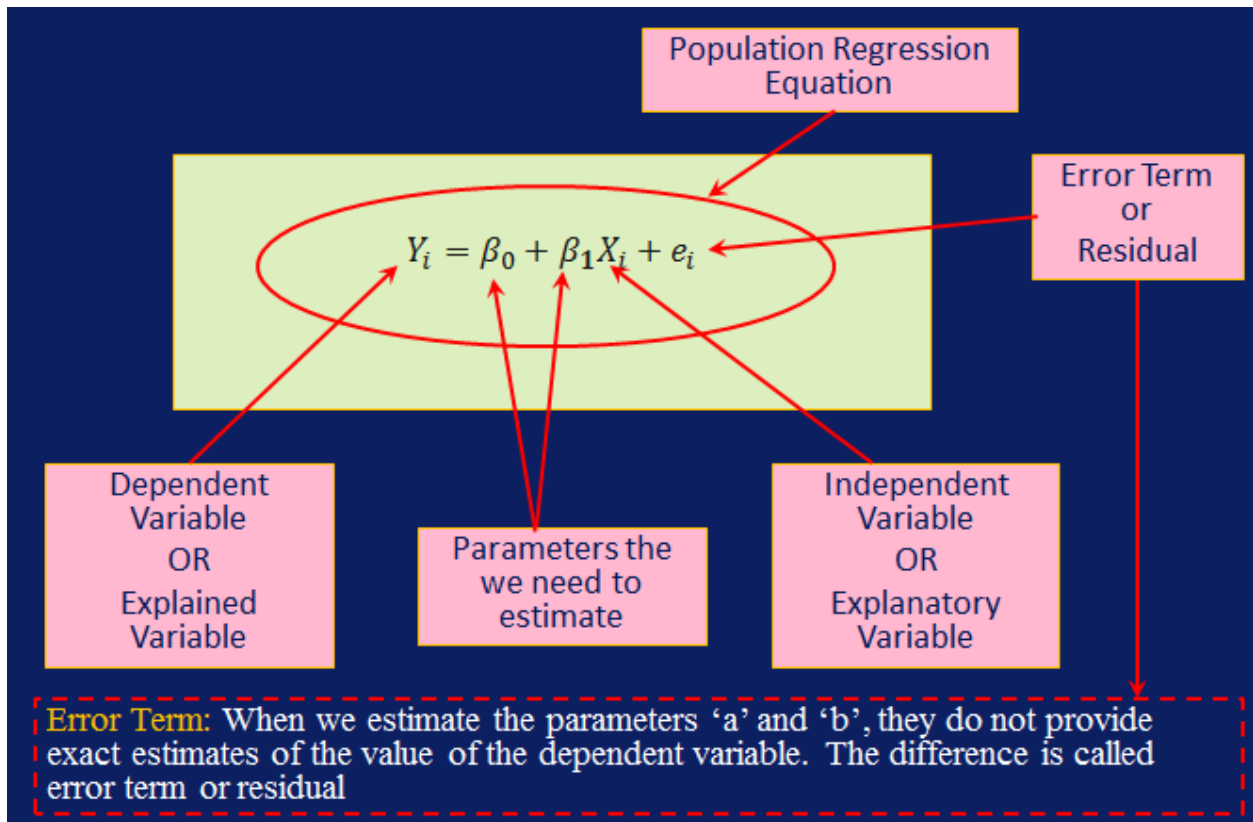 Population Regression
Equation
Error Term
or
Residual
Yᵢ = β₀ + β₁Xᵢ + eᵢ
Dependent
Variable
OR
Explained
Variable
Parameters the
we need to
estimate
Independent
Variable
OR
Explanatory
Variable
Error Term: When we estimate the parameters ‘a’ and ‘b’, they do not provide
exact estimates of the value of the dependent variable. The difference is called
error term or residual